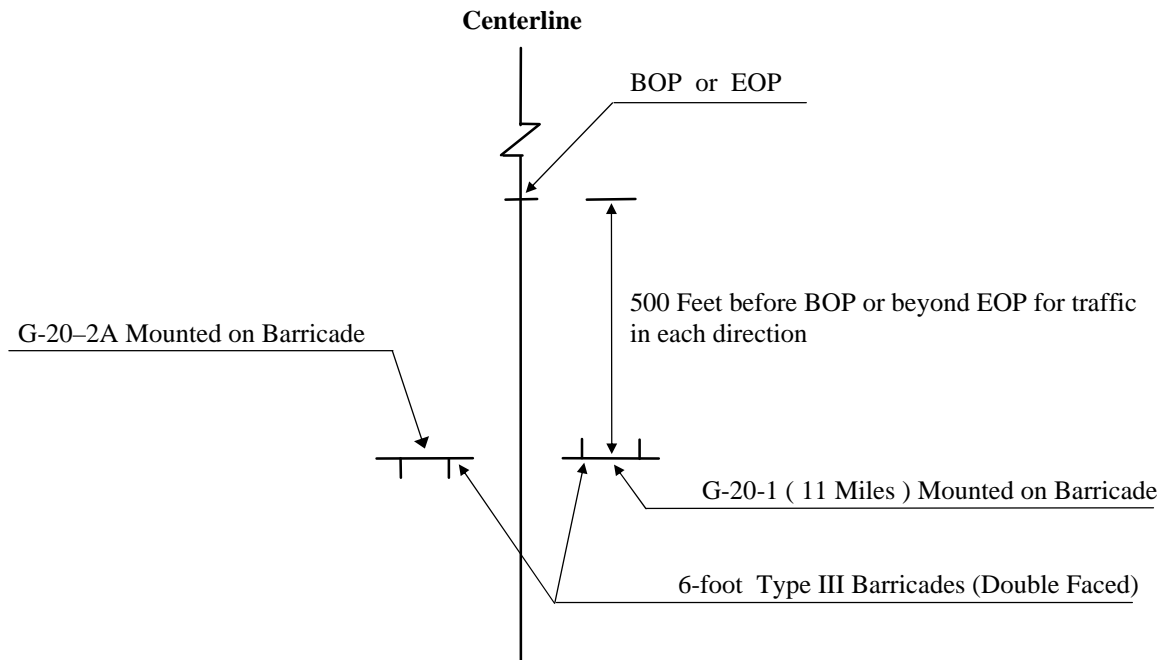 Centerline
BOP or EOP
500 Feet before BOP or beyond EOP for traffic
in each direction
G-20–2A Mounted on Barricade
G-20-1 ( 11 Miles ) Mounted on Barricade
6-foot Type III Barricades (Double Faced)